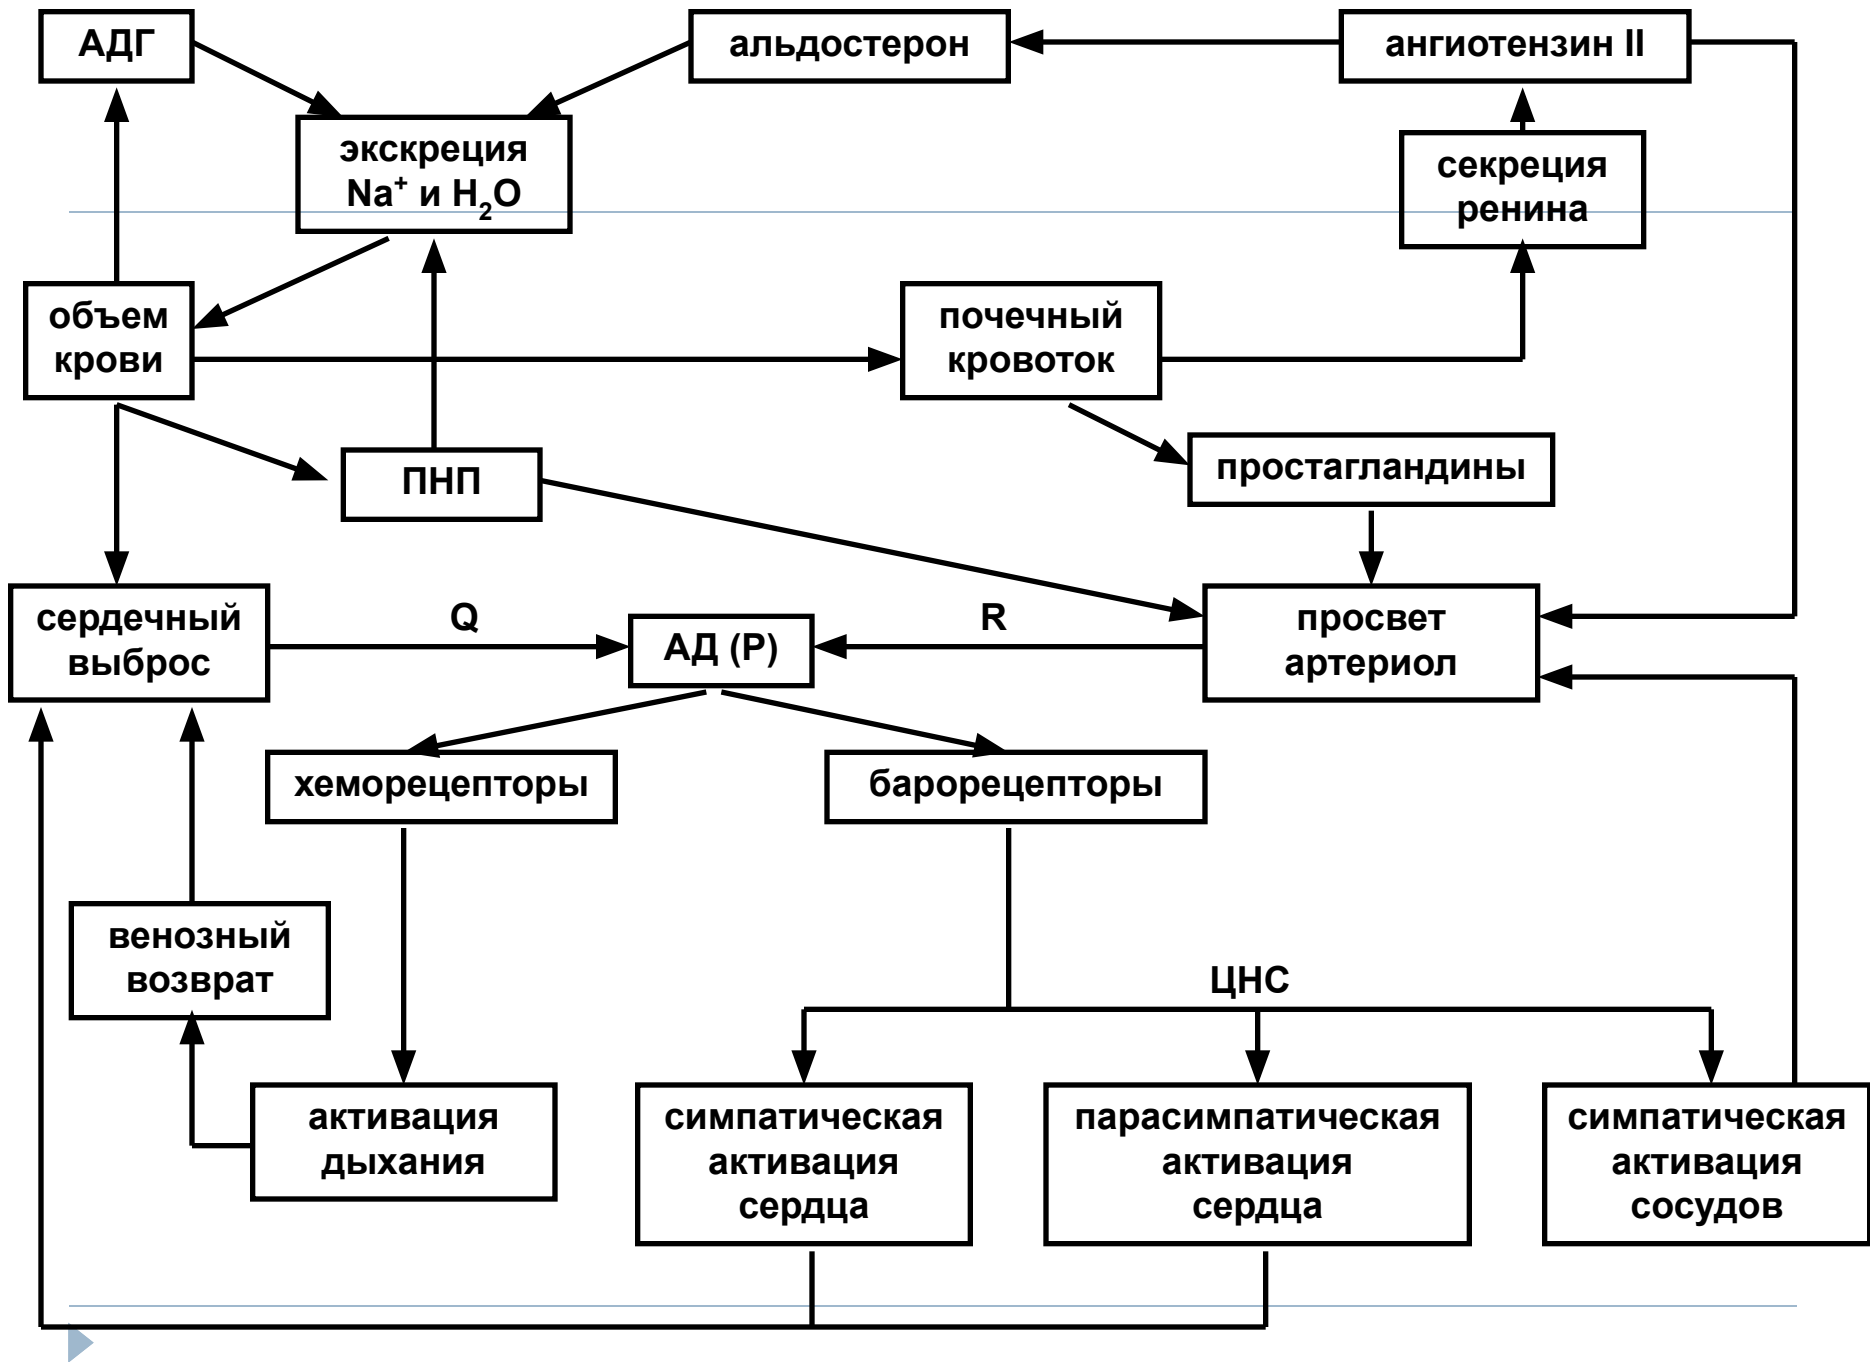 АДГ
альдостерон
ангиотензин II
экскреция
Na⁺ и H₂O
секреция
ренина
объем
крови
почечный
кровоток
ПНП
простагландины
сердечный
выброс
Q
АД (P)
R
просвет
артериол
хеморецепторы
барорецепторы
венозный
возврат
ЦНС
активация
дыхания
симпатическая
активация
сердца
парасимпатическая
активация
сердца
симпатическая
активация
сосудов